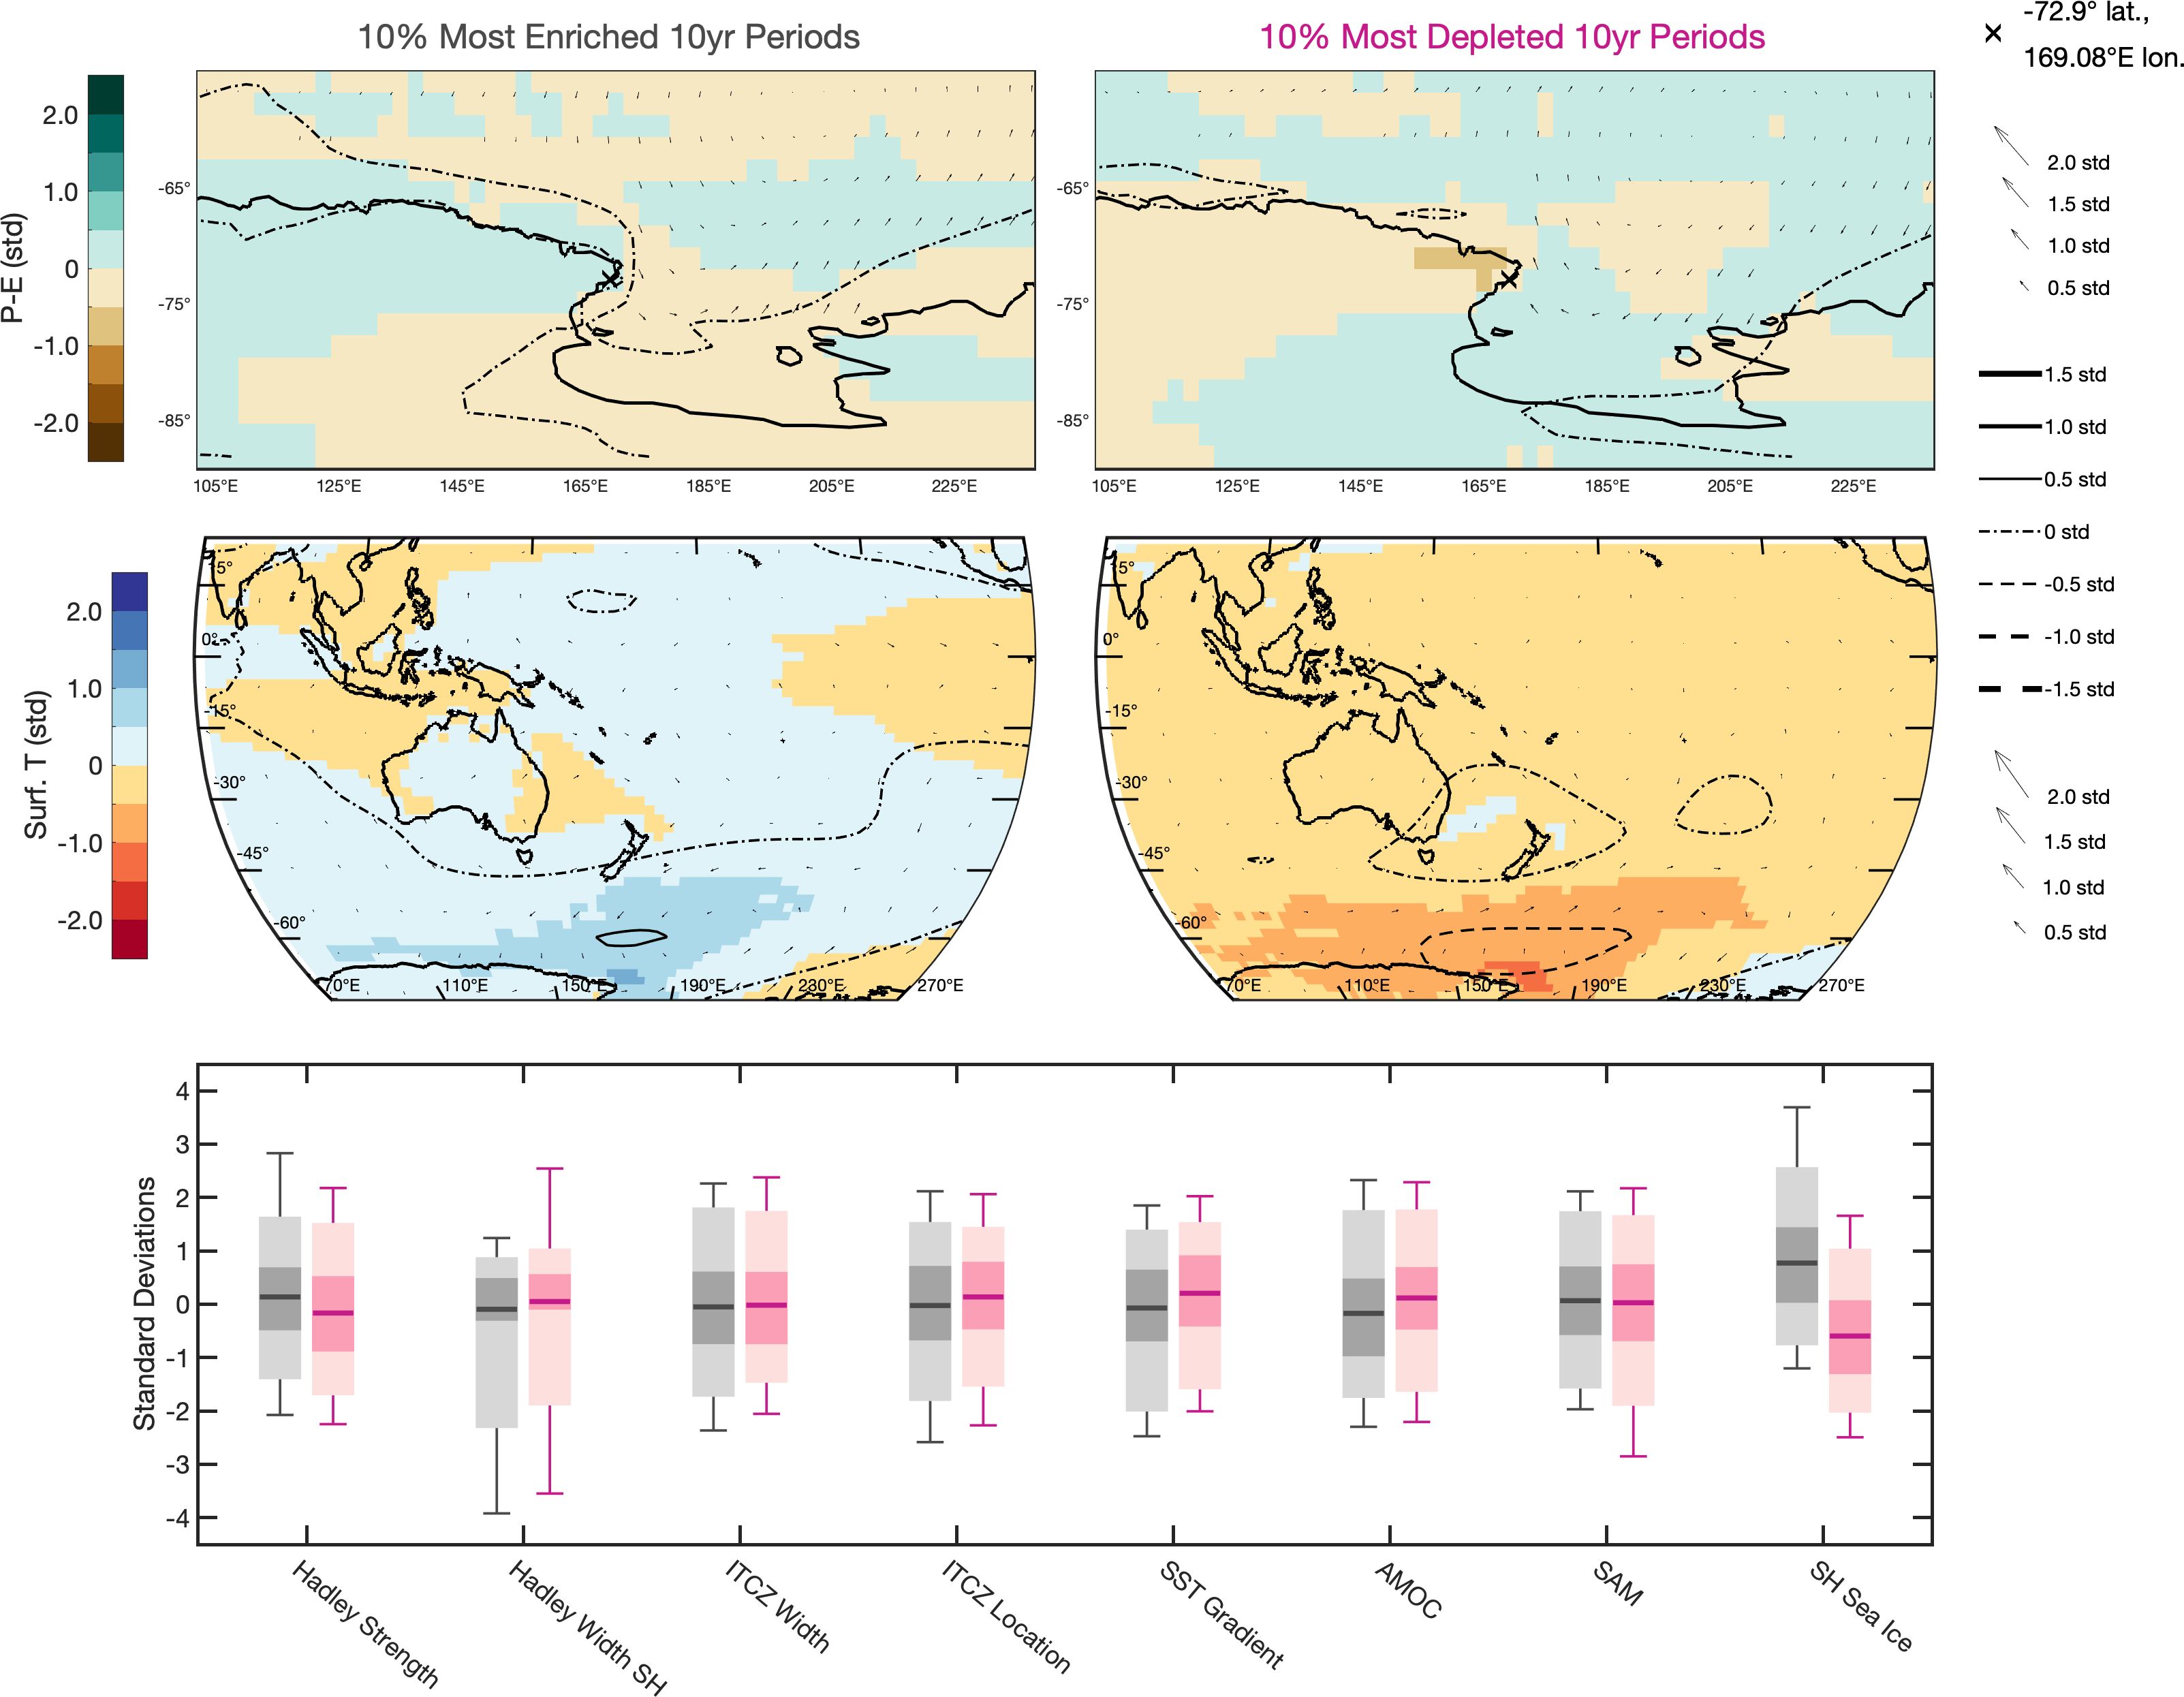 10% Most Enriched 10yr Periods
10% Most Depleted 10yr Periods
-72.9° lat.,
169.08°E lon.
P-E (std)
2.0
1.0
0
-1.0
-2.0
-65°
-75°
-85°
105°E 125°E 145°E 165°E 185°E 205°E 225°E
-65°
-75°
-85°
105°E 125°E 145°E 165°E 185°E 205°E 225°E
2.0 std
1.5 std
1.0 std
0.5 std
1.5 std
1.0 std
0.5 std
0 std
-0.5 std
-1.0 std
-1.5 std
Surf. T (std)
2.0
1.0
0
-1.0
-2.0
5°
0°
-15°
-30°
-45°
-60°
70°E 110°E 150°E 190°E 230°E 270°E
5°
0°
-15°
-30°
-45°
-60°
70°E 110°E 150°E 190°E 230°E 270°E
2.0 std
1.5 std
1.0 std
0.5 std
Standard Deviations
4
3
2
1
0
-1
-2
-3
-4
Hadley Strength
Hadley Width SH
ITCZ Width
ITCZ Location
SST Gradient
AMOC
SAM
SH Sea Ice